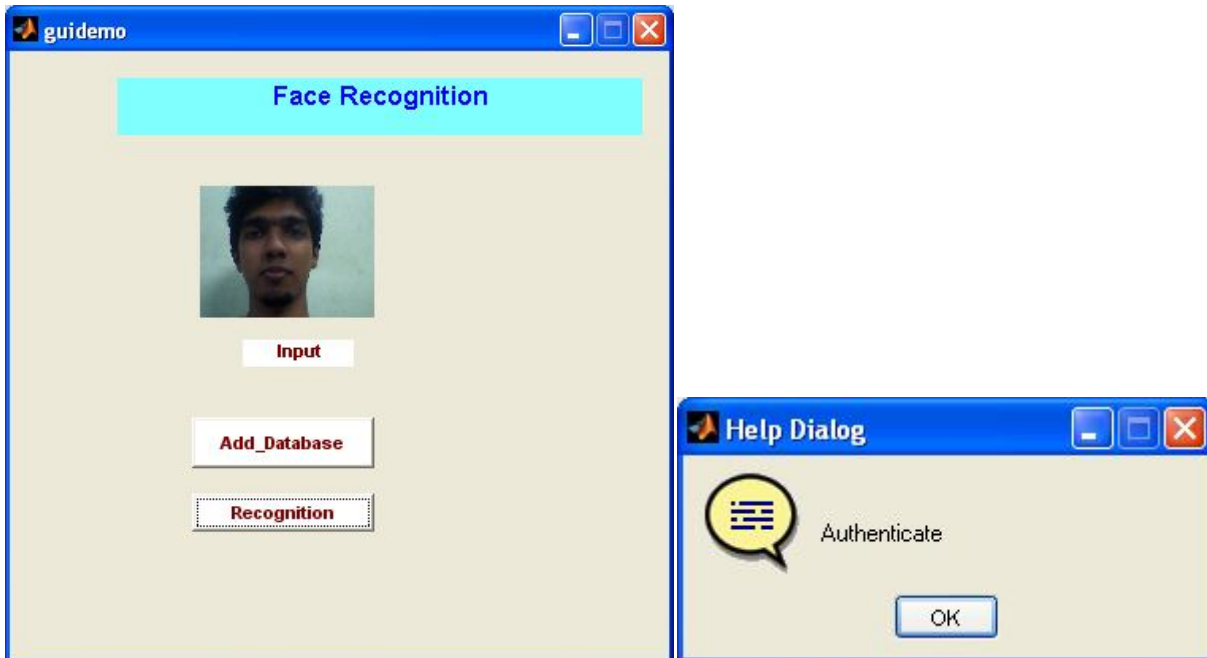 guidemo
Face Recognition
Input
Add_Database
Recognition
Help Dialog
Authenticate
OK